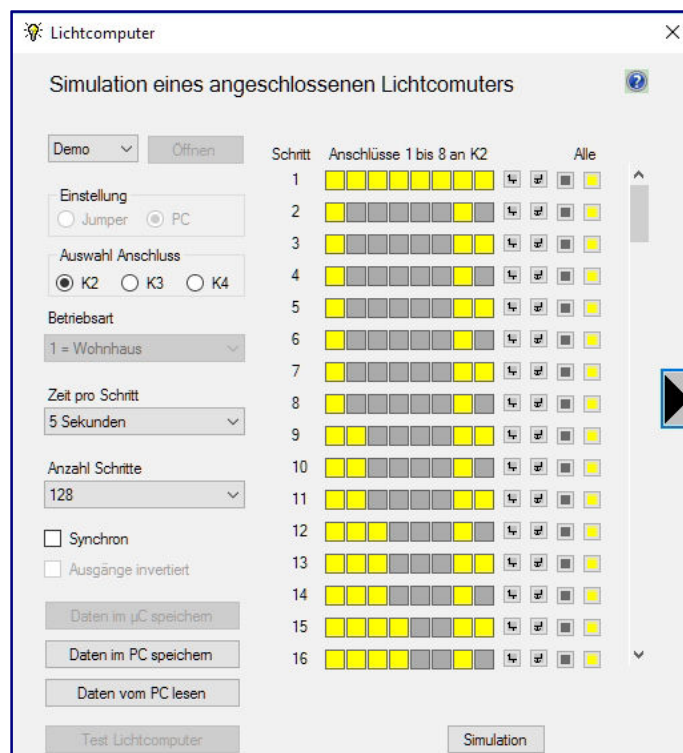 Lichtcomputer
Simulation eines angeschlossenen Lichtcomuters
Demo
Öffnen
Einstellung
Jumper PC
Auswahl Anschluss
K2 K3 K4
Betriebsart
1 = Wohnhaus
Zeit pro Schritt
5 Sekunden
Anzahl Schritte
128
Synchron
Ausgänge invertiert
Daten im µC speichern
Daten im PC speichern
Daten vom PC lesen
Test Lichtcomputer
Schritt Anschlüsse 1 bis 8 an K2 Alle
1
2
3
4
5
6
7
8
9
10
11
12
13
14
15
16
Simulation